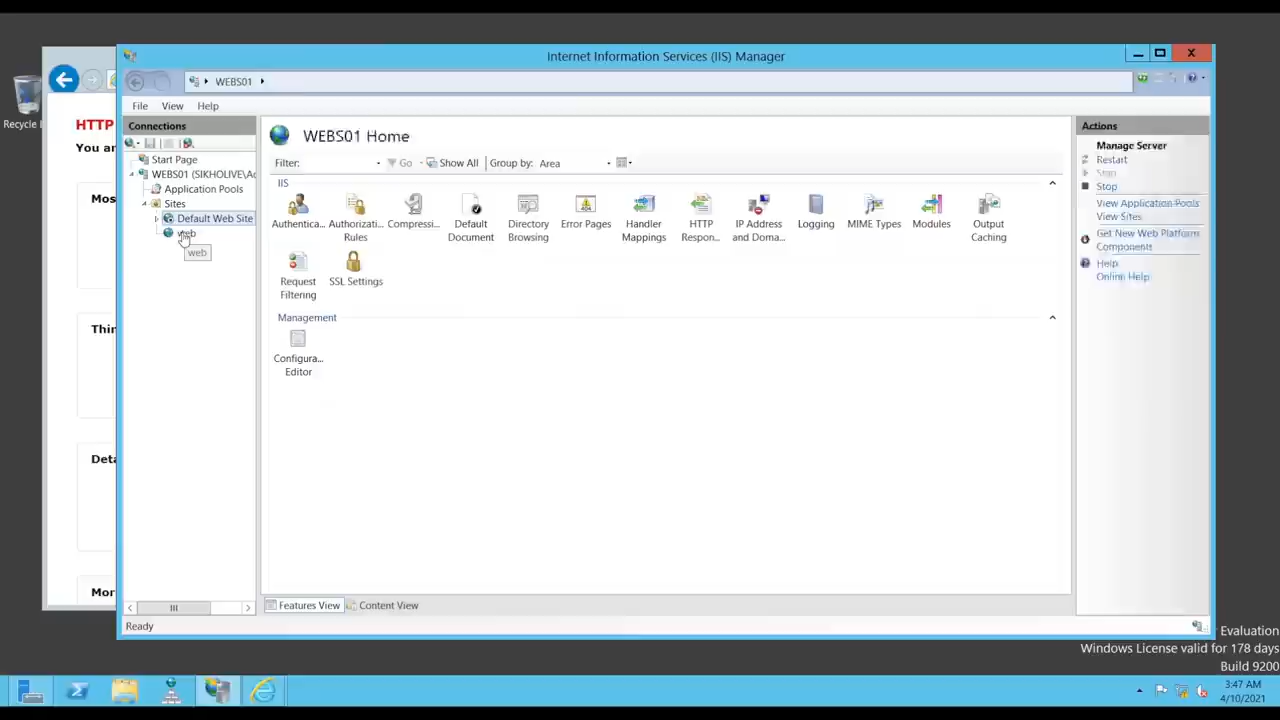 Recycle
HTTP
You ar
Mos
Thin
Deta
Mor
Internet Information Services (IIS) Manager
WEBS01
File View Help
Connections
Start Page
WEBS01 (SIKHOLIVE\Ac
Application Pools
Sites
Default Web Site
web
web
WEBS01 Home
Filter: Go Show All Group by: Area
IIS
Authentica...
Authorizati...
Rules
Compressi...
Default
Document
Directory
Browsing
Error Pages
Handler
Mappings
HTTP
Respon...
IP Address
and Doma...
Logging
MIME Types
Modules
Output
Caching
Request
Filtering
SSL Settings
Management
Configura...
Editor
Features View Content View
Ready
Actions
Manage Server
Restart
Start
Stop
View Application Pools
View Sites
Get New Web Platform
Components
Help
Online Help
Evaluation
Windows License valid for 178 days
Build 9200
3:47 AM
4/10/2021